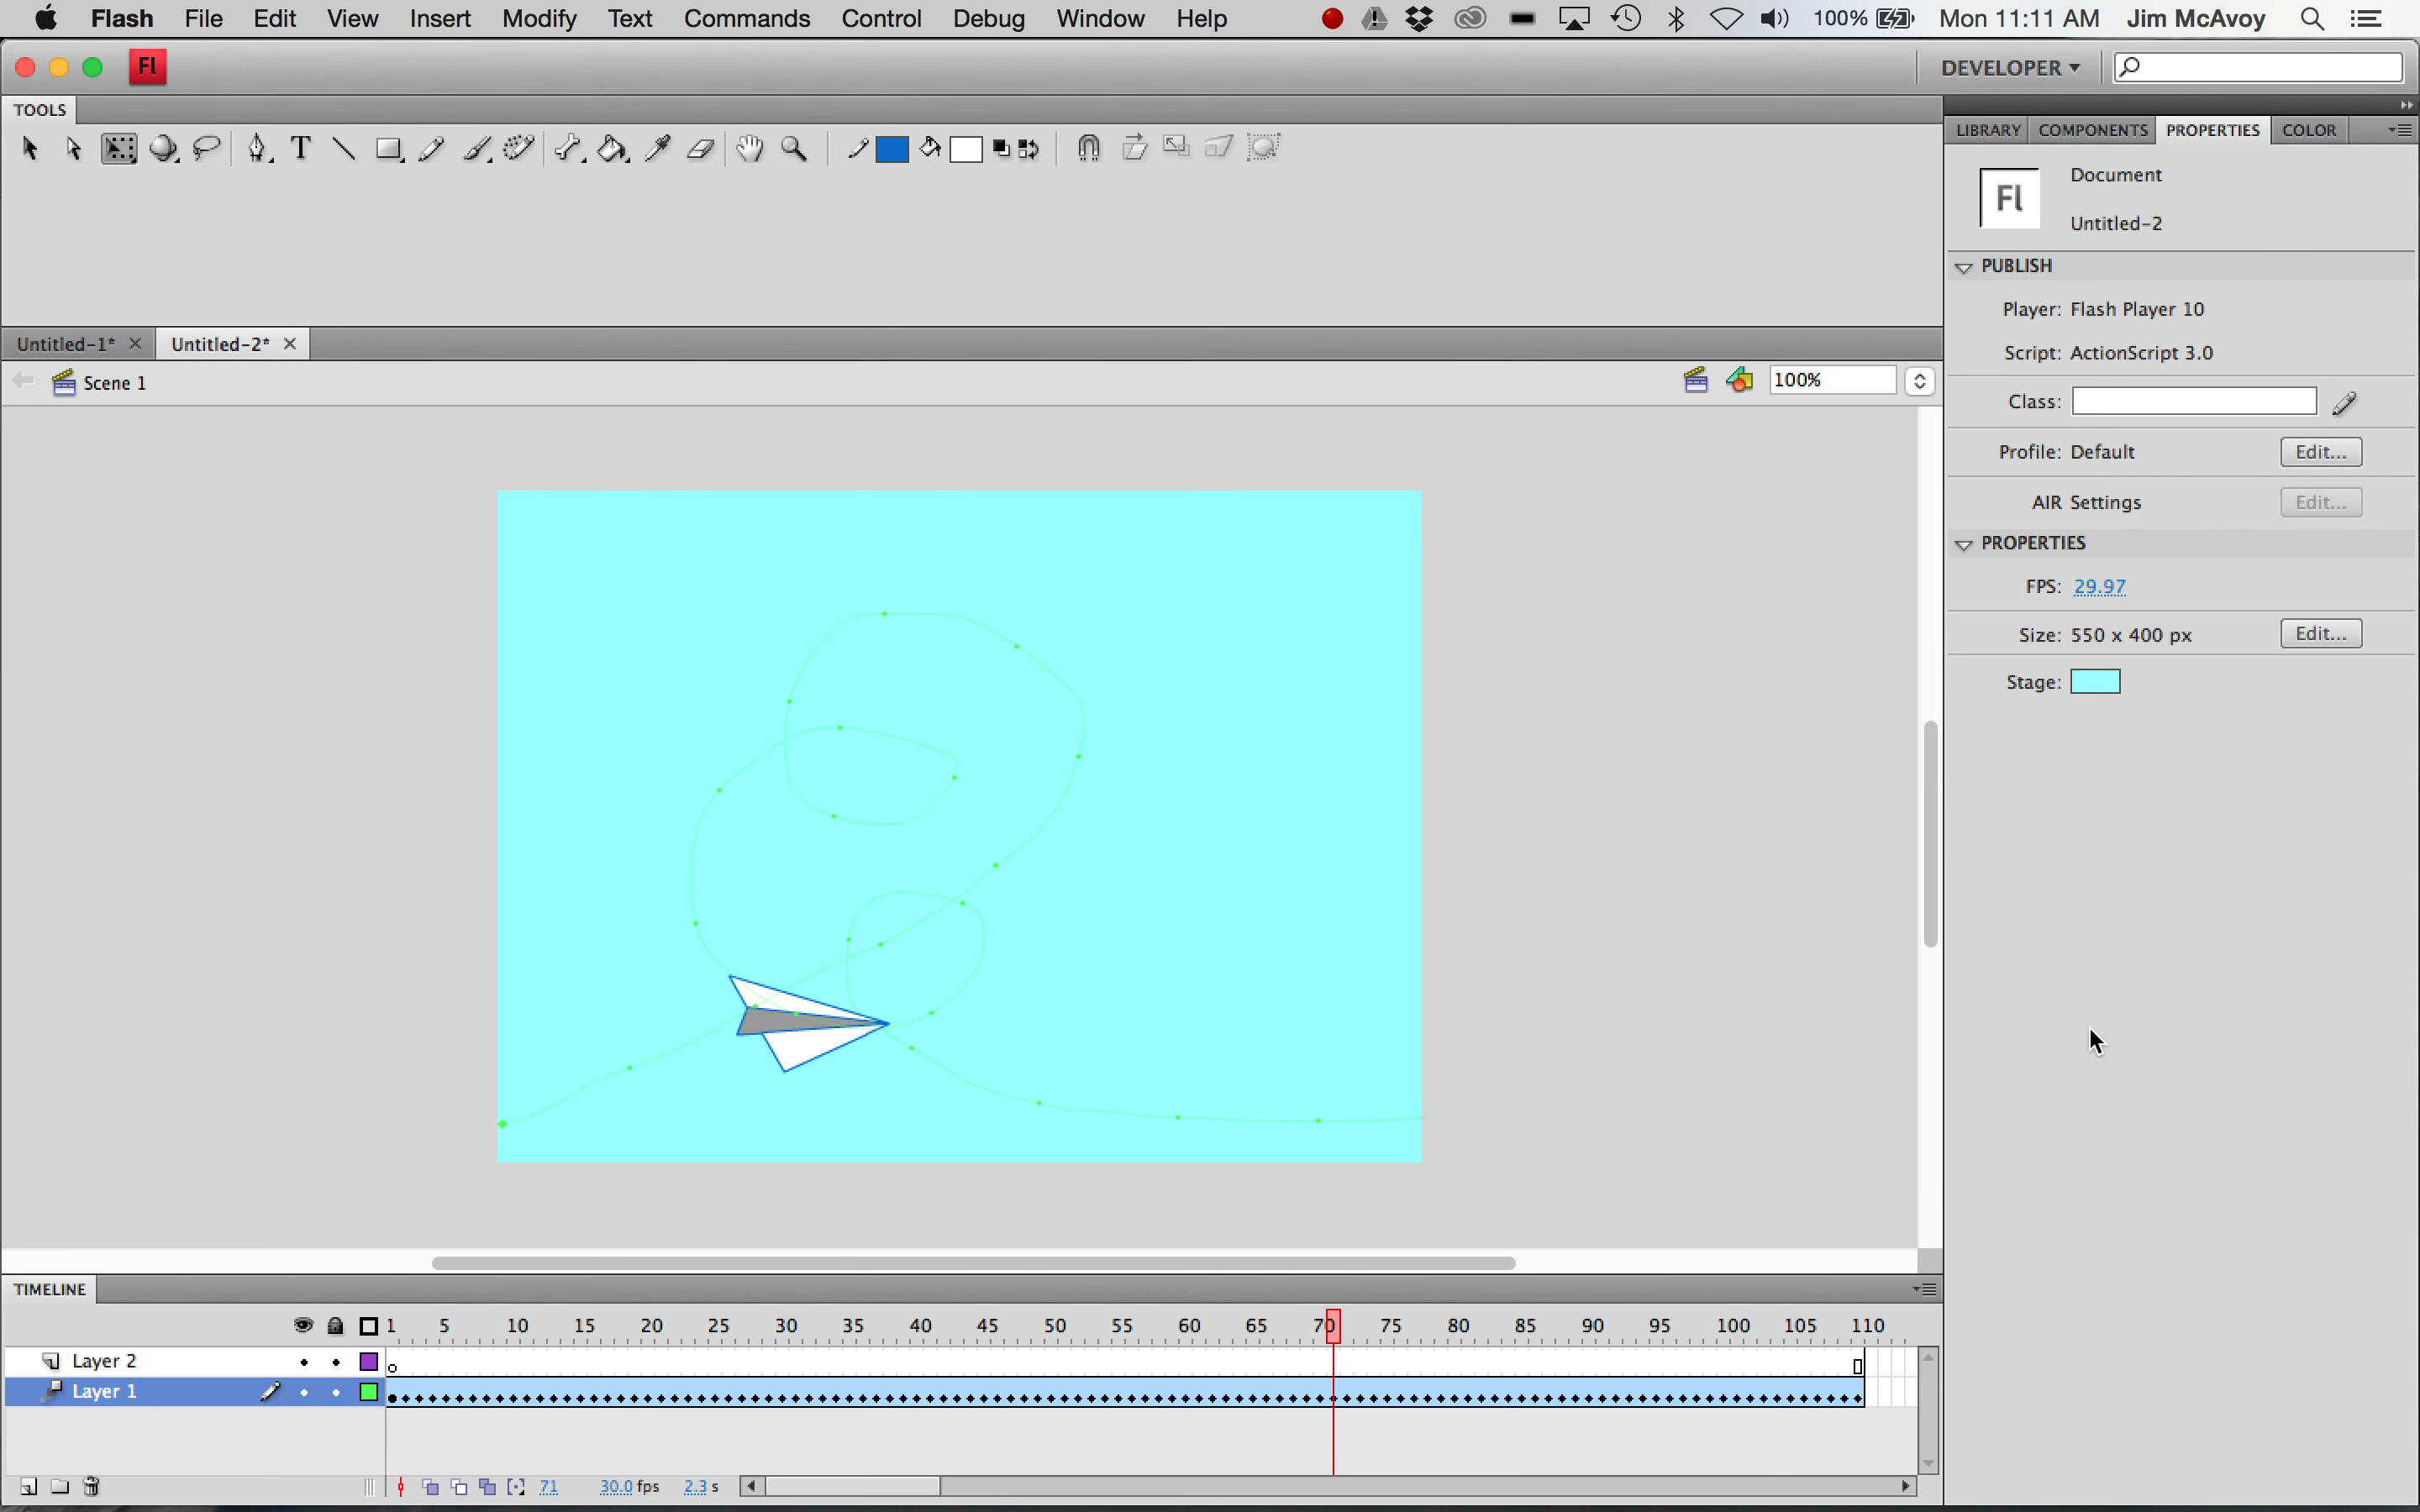 Flash File Edit View Insert Modify Text Commands Control Debug Window Help 100% Mon 11:11 AM Jim McAvoy
Fl DEVELOPER
TOOLS
LIBRARY COMPONENTS PROPERTIES COLOR
T
Fl
Document
Untitled-2
PUBLISH
Player: Flash Player 10
Script: ActionScript 3.0
Class:
Profile: Default Edit...
AIR Settings Edit...
PROPERTIES
FPS: 29.97
Size: 550 x 400 px Edit...
Stage:
Untitled-1* Untitled-2*
Scene 1 100%
TIMELINE
1 5 10 15 20 25 30 35 40 45 50 55 60 65 70 75 80 85 90 95 100 105 110
Layer 2
Layer 1
71 30.0 fps 2.3 s